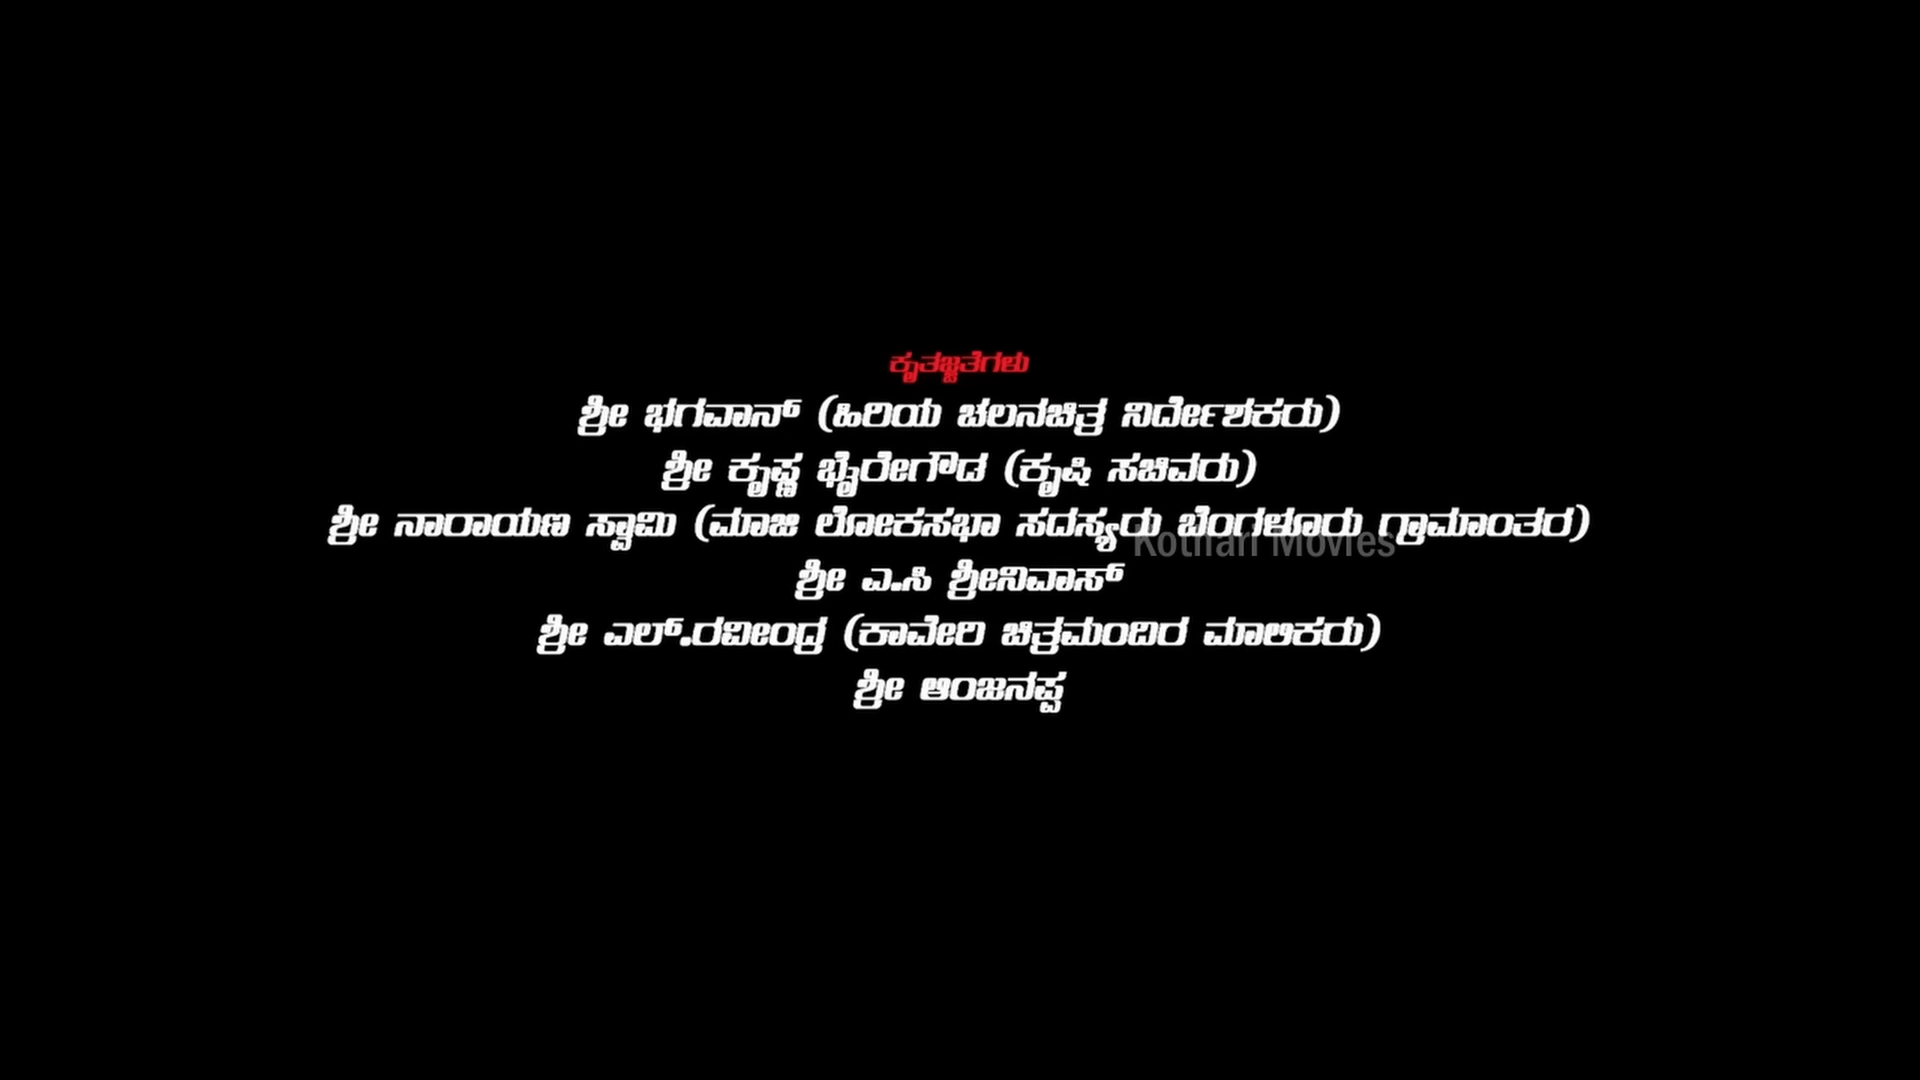 ಕೃತಜ್ಞತೆಗಳು
ಶ್ರೀ ಭಗವಾನ್ (ಹಿರಿಯ ಚಲನಚಿತ್ರ ನಿರ್ದೇಶಕರು)
ಶ್ರೀ ಕೃಷ್ಣ ಭೈರೇಗೌಡ (ಕೃಷಿ ಸಚಿವರು)
ಶ್ರೀ ನಾರಾಯಣ ಸ್ವಾಮಿ (ಮಾಜಿ ಲೋಕಸಭಾ ಸದಸ್ಯರು ಬೆಂಗಳೂರು ಗ್ರಾಮಾಂತರ)
Kothari Movies
ಶ್ರೀ ಎ.ಸಿ ಶ್ರೀನಿವಾಸ್
ಶ್ರೀ ಎಲ್.ರವೀಂದ್ರ (ಕಾವೇರಿ ಚಿತ್ರಮಂದಿರ ಮಾಲಿಕರು)
ಶ್ರೀ ಆಂಜನಪ್ಪ